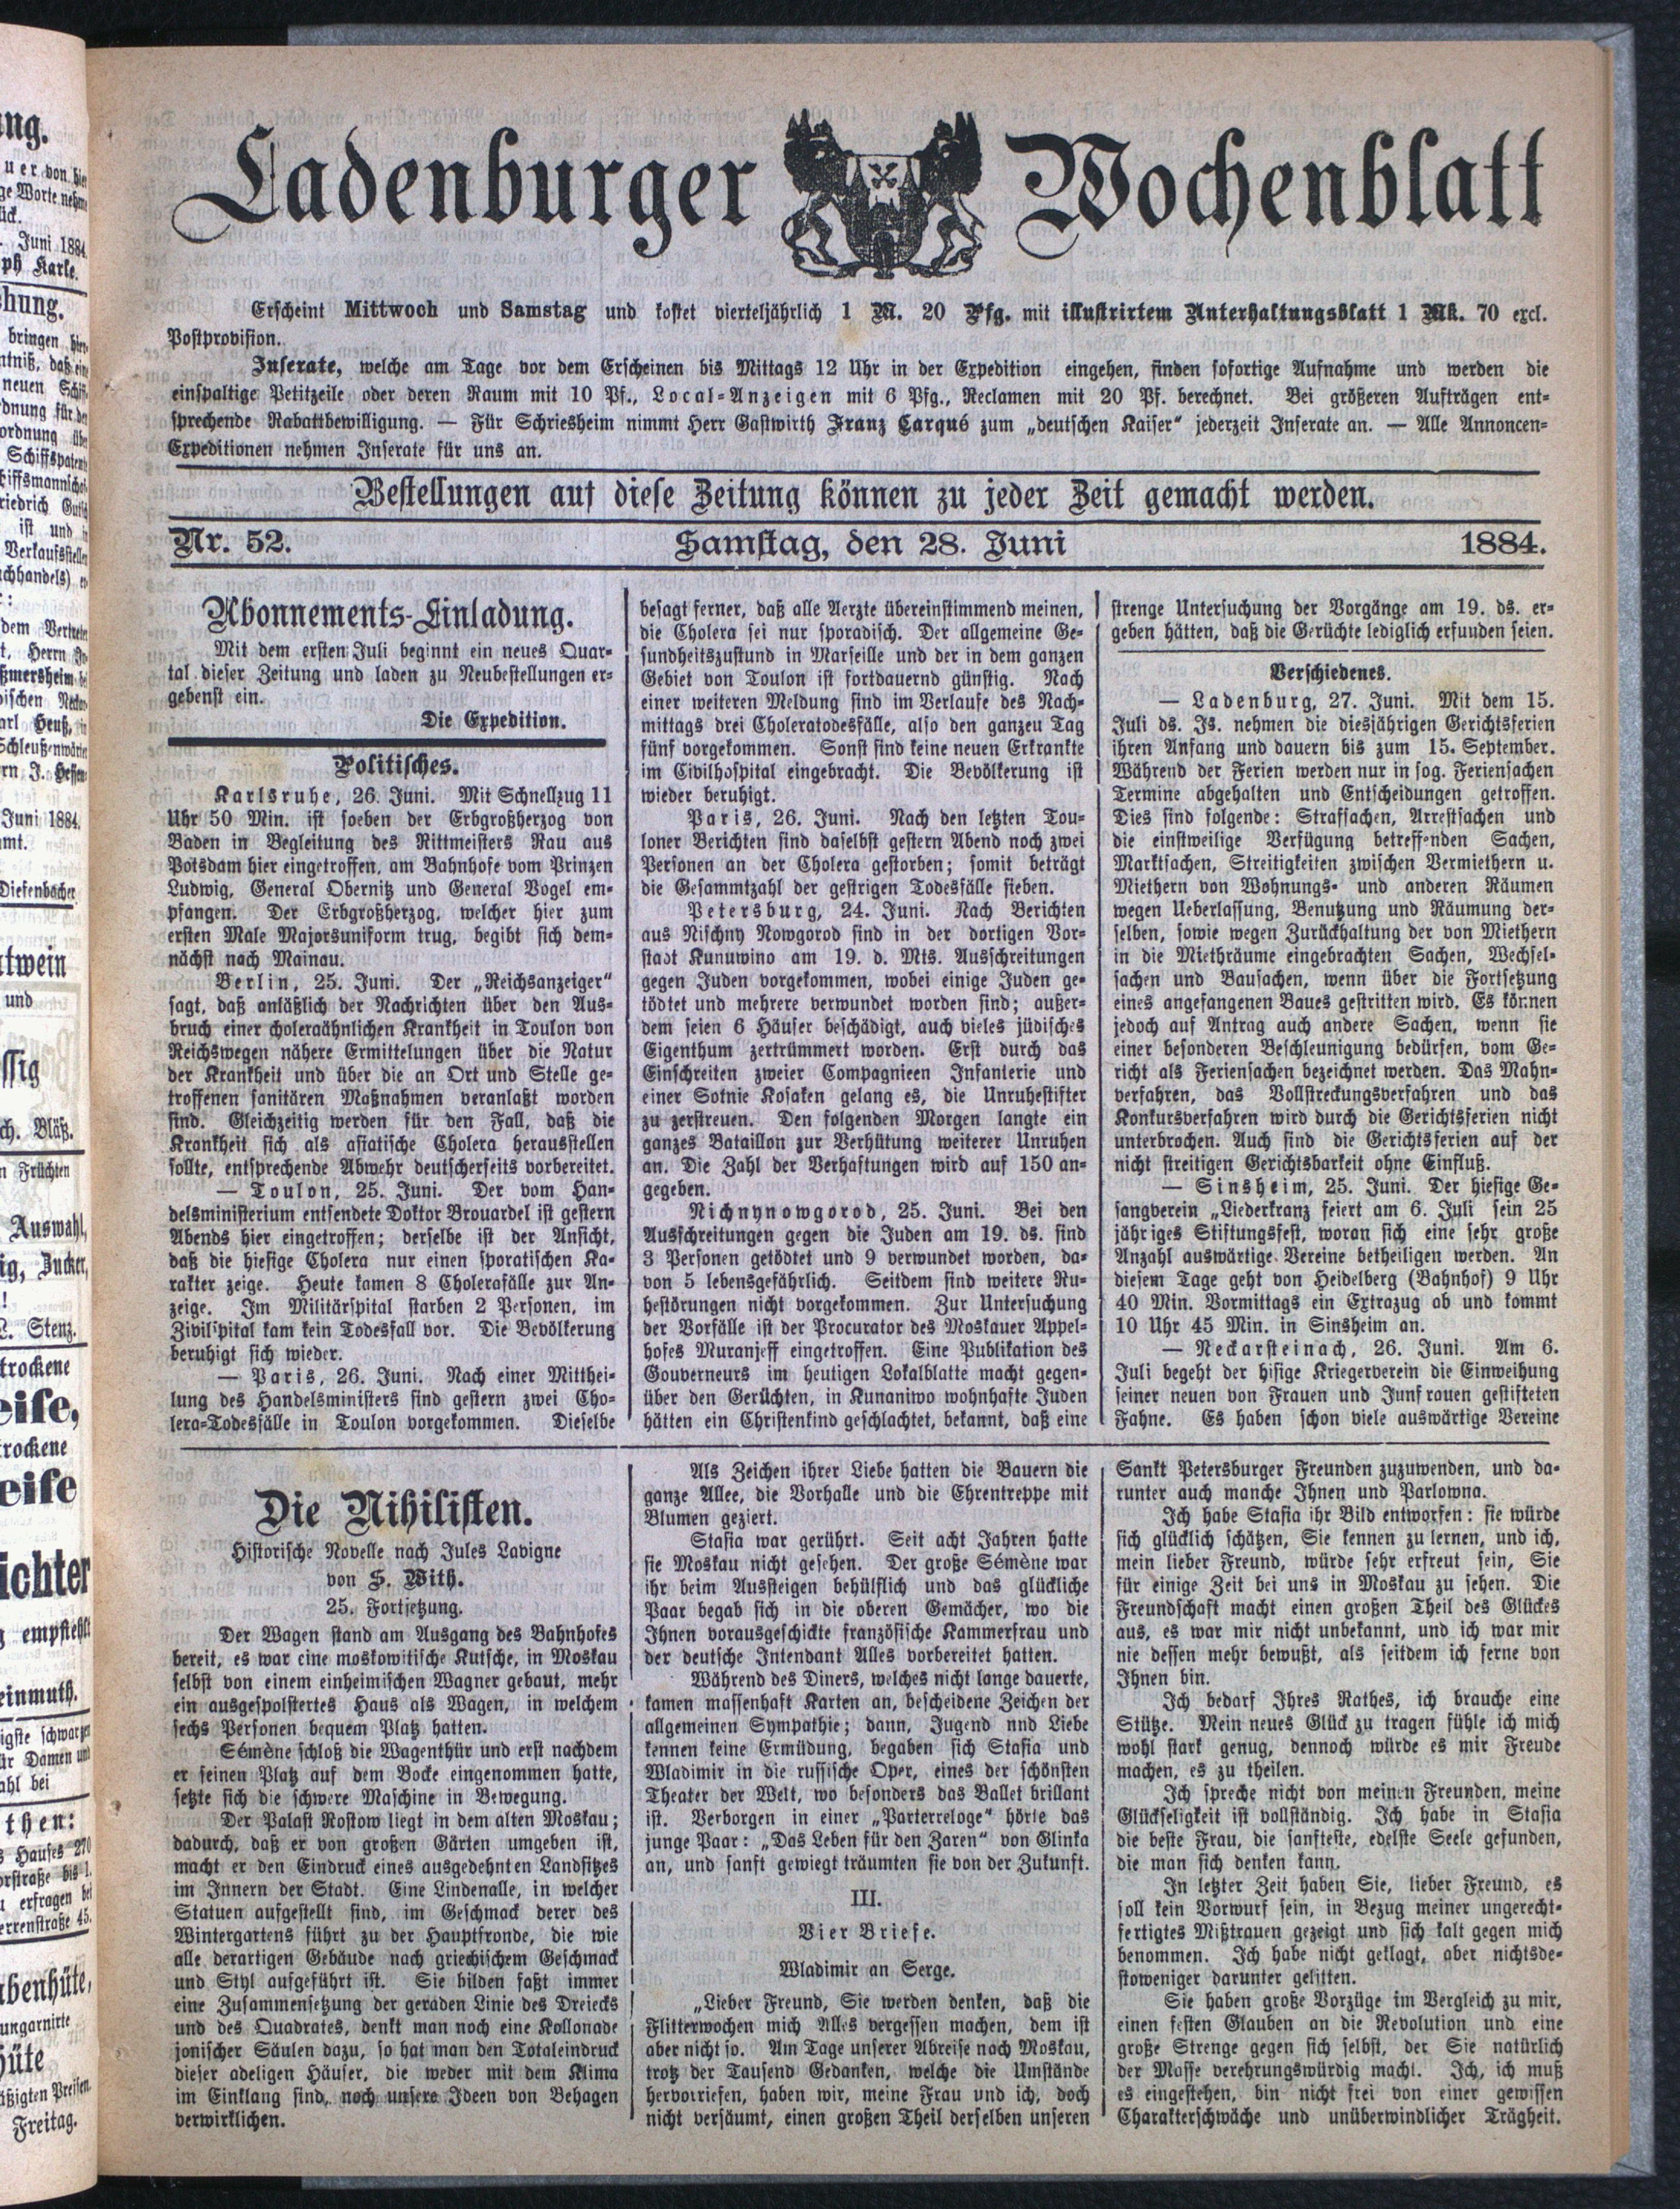 Ladenburger Wochenblatt
Erscheint Mittwoch und Samstag und kostet vierteljährlich 1 M. 20 Pfg. mit illustrirtem Unterhaltungsblatt 1 Mk. 70 excl.
Postprovision.
Inserate, welche am Tage vor dem Erscheinen bis Mittags 12 Uhr in der Expedition eingehen, finden sofortige Aufnahme und werden die
einspaltige Petitzeile oder deren Raum mit 10 Pf., Local-Anzeigen mit 6 Pfg., Reclamen mit 20 Pf. berechnet. Bei größeren Aufträgen ent-
sprechende Rabattbewilligung. — Für Schriesheim nimmt Herr Gastwirth Franz Carqué zum „deutschen Kaiser“ jederzeit Inserate an. — Alle Annoncen-
Expeditionen nehmen Inserate für uns an.
Bestellungen auf diese Zeitung können zu jeder Zeit gemacht werden.
Nr. 52. Samstag, den 28. Juni 1884.
Abonnements-Einladung.
Mit dem ersten Juli beginnt ein neues Quar-
tal dieser Zeitung und laden zu Neubestellungen er-
gebenst ein.
Die Expedition.
Politisches.
Karlsruhe, 26. Juni. Mit Schnellzug 11
Uhr 50 Min. ist soeben der Erbgroßherzog von
Baden in Begleitung des Rittmeisters Rau aus
Potsdam hier eingetroffen, am Bahnhofe vom Prinzen
Ludwig, General Obernitz und General Vogel em-
pfangen. Der Erbgroßherzog, welcher hier zum
ersten Male Majorsuniform trug, begibt sich dem-
nächst nach Mainau.
Berlin, 25. Juni. Der „Reichsanzeiger“
sagt, daß anläßlich der Nachrichten über den Aus-
bruch einer choleraähnlichen Krankheit in Toulon von
Reichswegen nähere Ermittelungen über die Natur
der Krankheit und über die an Ort und Stelle ge-
troffenen sanitären Maßnahmen veranlaßt worden
sind. Gleichzeitig werden für den Fall, daß die
Krankheit sich als asiatische Cholera herausstellen
sollte, entsprechende Abwehr deutscherseits vorbereitet.
— Toulon, 25. Juni. Der vom Han-
delsministerium entsendete Doktor Brouardel ist gestern
Abends hier eingetroffen; derselbe ist der Ansicht,
daß die hiesige Cholera nur einen sporatischen Ka-
rakter zeige. Heute kamen 8 Cholerafälle zur An-
zeige. Im Militärspital starben 2 Personen, im
Zivilspital kam kein Todesfall vor. Die Bevölkerung
beruhigt sich wieder.
— Paris, 26. Juni. Nach einer Mitthei-
lung des Handelsministers sind gestern zwei Cho-
lera-Todesfälle in Toulon vorgekommen. Dieselbe
besagt ferner, daß alle Aerzte übereinstimmend meinen,
die Cholera sei nur sporadisch. Der allgemeine Ge-
sundheitszustund in Marseille und der in dem ganzen
Gebiet von Toulon ist fortdauernd günstig. Nach
einer weiteren Meldung sind im Verlaufe des Nach-
mittags drei Choleratodesfälle, also den ganzeu Tag
fünf vorgekommen. Sonst sind keine neuen Erkrankte
im Civilhospital eingebracht. Die Bevölkerung ist
wieder beruhigt.
Paris, 26. Juni. Nach den letzten Tou-
loner Berichten sind daselbst gestern Abend noch zwei
Personen an der Cholera gestorben; somit beträgt
die Gesammtzahl der gestrigen Todesfälle sieben.
Petersburg, 24. Juni. Nach Berichten
aus Nischny Nowgorod sind in der dortigen Vor-
stadt Kunuwino am 19. d. Mts. Ausschreitungen
gegen Juden vorgekommen, wobei einige Juden ge-
tödtet und mehrere verwundet worden sind; außer-
dem seien 6 Häuser beschädigt, auch vieles jüdisches
Eigenthum zertrümmert worden. Erst durch das
Einschreiten zweier Compagnieen Infanterie und
einer Sotnie Kosaken gelang es, die Unruhestifter
zu zerstreuen. Den folgenden Morgen langte ein
ganzes Bataillon zur Verhütung weiterer Unruhen
an. Die Zahl der Verhaftungen wird auf 150 an-
gegeben.
Nichnynowgorod, 25. Juni. Bei den
Ausschreitungen gegen die Juden am 19. ds. sind
3 Personen getödtet und 9 verwundet worden, da-
von 5 lebensgefährlich. Seitdem sind weitere Ru-
hestörungen nicht vorgekommen. Zur Untersuchung
der Vorfälle ist der Procurator des Moskauer Appel-
hofes Muranjeff eingetroffen. Eine Publikation des
Gouverneurs im heutigen Lokalblatte macht gegen-
über den Gerüchten, in Kunaniwo wohnhafte Juden
hätten ein Christenkind geschlachtet, bekannt, daß eine
strenge Untersuchung der Vorgänge am 19. ds. er-
geben hätten, daß die Gerüchte lediglich erfunden seien.
Verschiedenes.
— Ladenburg, 27. Juni. Mit dem 15.
Juli ds. Js. nehmen die diesjährigen Gerichtsferien
ihren Anfang und dauern bis zum 15. September.
Während der Ferien werden nur in sog. Feriensachen
Termine abgehalten und Entscheidungen getroffen.
Dies sind folgende: Strafsachen, Arrestsachen und
die einstweilige Verfügung betreffenden Sachen,
Marktsachen, Streitigkeiten zwischen Vermiethern u.
Miethern von Wohnungs- und anderen Räumen
wegen Ueberlassung, Benutzung und Räumung der-
selben, sowie wegen Zurückhaltung der von Miethern
in die Miethräume eingebrachten Sachen, Wechsel-
sachen und Bausachen, wenn über die Fortsetzung
eines angefangenen Baues gestritten wird. Es können
jedoch auf Antrag auch andere Sachen, wenn sie
einer besonderen Beschleunigung bedürfen, vom Ge-
richt als Feriensachen bezeichnet werden. Das Mahn-
verfahren, das Vollstreckungsverfahren und das
Konkursverfahren wird durch die Gerichtsferien nicht
unterbrochen. Auch sind die Gerichtsferien auf der
nicht streitigen Gerichtsbarkeit ohne Einfluß.
— Sinsheim, 25. Juni. Der hiesige Ge-
sangverein „Liederkranz feiert am 6. Juli sein 25
jähriges Stiftungsfest, woran sich eine sehr große
Anzahl auswärtige Vereine betheiligen werden. An
diesem Tage geht von Heidelberg (Bahnhof) 9 Uhr
40 Min. Vormittags ein Extrazug ab und kommt
10 Uhr 45 Min. in Sinsheim an.
— Neckarsteinach, 26. Juni. Am 6.
Juli begeht der hisige Kriegerverein die Einweihung
seiner neuen von Frauen und Junfrauen gestifteten
Fahne. Es haben schon viele auswärtige Vereine
Die Nihilisten.
Historische Novelle nach Jules Lavigne
von S. With.
25. Fortsetzung.
Der Wagen stand am Ausgang des Bahnhofes
bereit, es war eine moskowitische Kutsche, in Moskau
selbst von einem einheimischen Wagner gebaut, mehr
ein ausgespolstertes Haus als Wagen, in welchem
sechs Personen bequem Platz hatten.
Sémène schloß die Wagenthür und erst nachdem
er seinen Platz auf dem Bocke eingenommen hatte,
setzte sich die schwere Maschine in Bewegung.
Der Palast Rostow liegt in dem alten Moskau;
dadurch, daß er von großen Gärten umgeben ist,
macht er den Eindruck eines ausgedehnten Landsitzes
im Innern der Stadt. Eine Lindenalle, in welcher
Statuen aufgestellt sind, im Geschmack derer des
Wintergartens führt zu der Hauptfronde, die wie
alle derartigen Gebäude nach griechischem Geschmack
und Styl aufgeführt ist. Sie bilden faßt immer
eine Zusammensetzung der geraden Linie des Dreiecks
und des Quadrates, denkt man noch eine Kollonade
jonischer Säulen dazu, so hat man den Totaleindruck
dieser adeligen Häuser, die weder mit dem Klima
im Einklang sind, noch unsere Ideen von Behagen
verwirklichen.
Als Zeichen ihrer Liebe hatten die Bauern die
ganze Allee, die Vorhalle und die Ehrentreppe mit
Blumen geziert.
Stasia war gerührt. Seit acht Jahren hatte
sie Moskau nicht gesehen. Der große Sémène war
ihr beim Aussteigen behülflich und das glückliche
Paar begab sich in die oberen Gemächer, wo die
Ihnen vorausgeschickte französische Kammerfrau und
der deutsche Intendant Alles vorbereitet hatten.
Während des Diners, welches nicht lange dauerte,
kamen massenhaft Karten an, bescheidene Zeichen der
allgemeinen Sympathie; dann, Jugend und Liebe
kennen keine Ermüdung, begaben sich Stasia und
Wladimir in die russische Oper, eines der schönsten
Theater der Welt, wo besonders das Ballet brillant
ist. Verborgen in einer „Parterreloge“ hörte das
junge Paar: „Das Leben für den Zaren“ von Glinka
an, und sanft gewiegt träumten sie von der Zukunft.
III.
Vier Briefe.
Wladimir an Serge.
„Lieber Freund, Sie werden denken, daß die
Flitterwochen mich Alles vergessen machen, dem ist
aber nicht so. Am Tage unserer Abreise nach Moskau,
trotz der Tausend Gedanken, welche die Umstände
hervorriefen, haben wir, meine Frau und ich, doch
nicht versäumt, einen großen Theil derselben unseren
Sankt Petersburger Freunden zuzuwenden, und da-
runter auch manche Ihnen und Parlowna.
Ich habe Stasia ihr Bild entworfen: sie würde
sich glücklich schätzen, Sie kennen zu lernen, und ich,
mein lieber Freund, würde sehr erfreut sein, Sie
für einige Zeit bei uns in Moskau zu sehen. Die
Freundschaft macht einen großen Theil des Glückes
aus, es war mir nicht unbekannt, und ich war mir
nie dessen mehr bewußt, als seitdem ich ferne von
Ihnen bin.
Ich bedarf Ihres Rathes, ich brauche eine
Stütze. Mein neues Glück zu tragen fühle ich mich
wohl stark genug, dennoch würde es mir Freude
machen, es zu theilen.
Ich spreche nicht von meinen Freunden, meine
Glückseligkeit ist vollständig. Ich habe in Stasia
die beste Frau, die sanfteste, edelste Seele gefunden,
die man sich denken kann.
In letzter Zeit haben Sie, lieber Freund, es
soll kein Vorwurf sein, in Bezug meiner ungerecht-
fertigtes Mißtrauen gezeigt und sich kalt gegen mich
benommen. Ich habe nicht geklagt, aber nichtsde-
stoweniger darunter gelitten.
Sie haben große Vorzüge im Vergleich zu mir,
einen festen Glauben an die Revolution und eine
große Strenge gegen sich selbst, der Sie natürlich
der Masse verehrungswürdig macht. Ich, ich muß
es eingestehen, bin nicht frei von einer gewissen
Charakterschwäche und unüberwindlicher Trägheit.